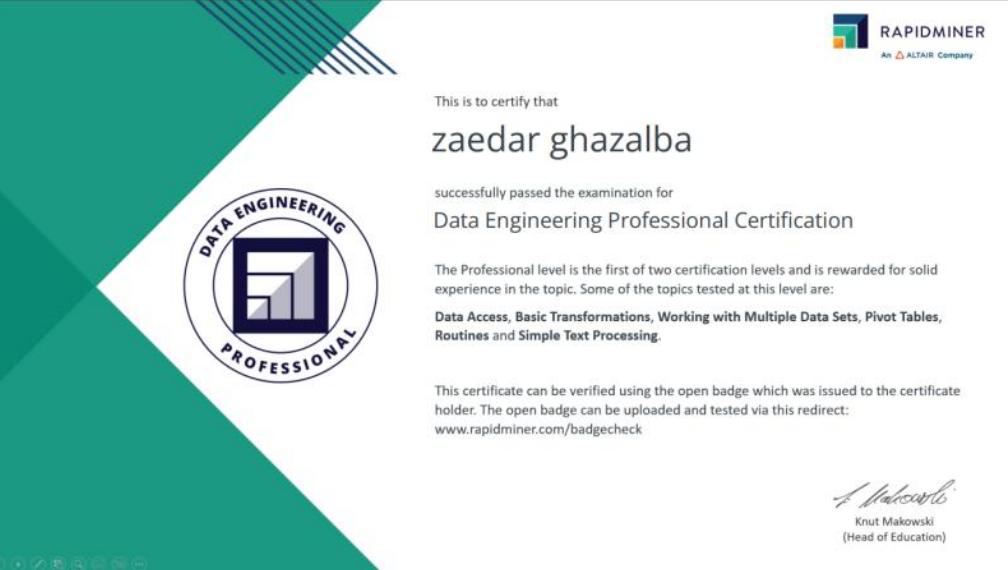 RAPIDMINER
An ALTAIR Company
This is to certify that
zaedar ghazalba
successfully passed the examination for
Data Engineering Professional Certification
DATA ENGINEERING
PROFESSIONAL
The Professional level is the first of two certification levels and is rewarded for solid
experience in the topic. Some of the topics tested at this level are:
Data Access, Basic Transformations, Working with Multiple Data Sets, Pivot Tables,
Routines and Simple Text Processing.
This certificate can be verified using the open badge which was issued to the certificate
holder. The open badge can be uploaded and tested via this redirect:
www.rapidminer.com/badgecheck
Knut Makowski
(Head of Education)